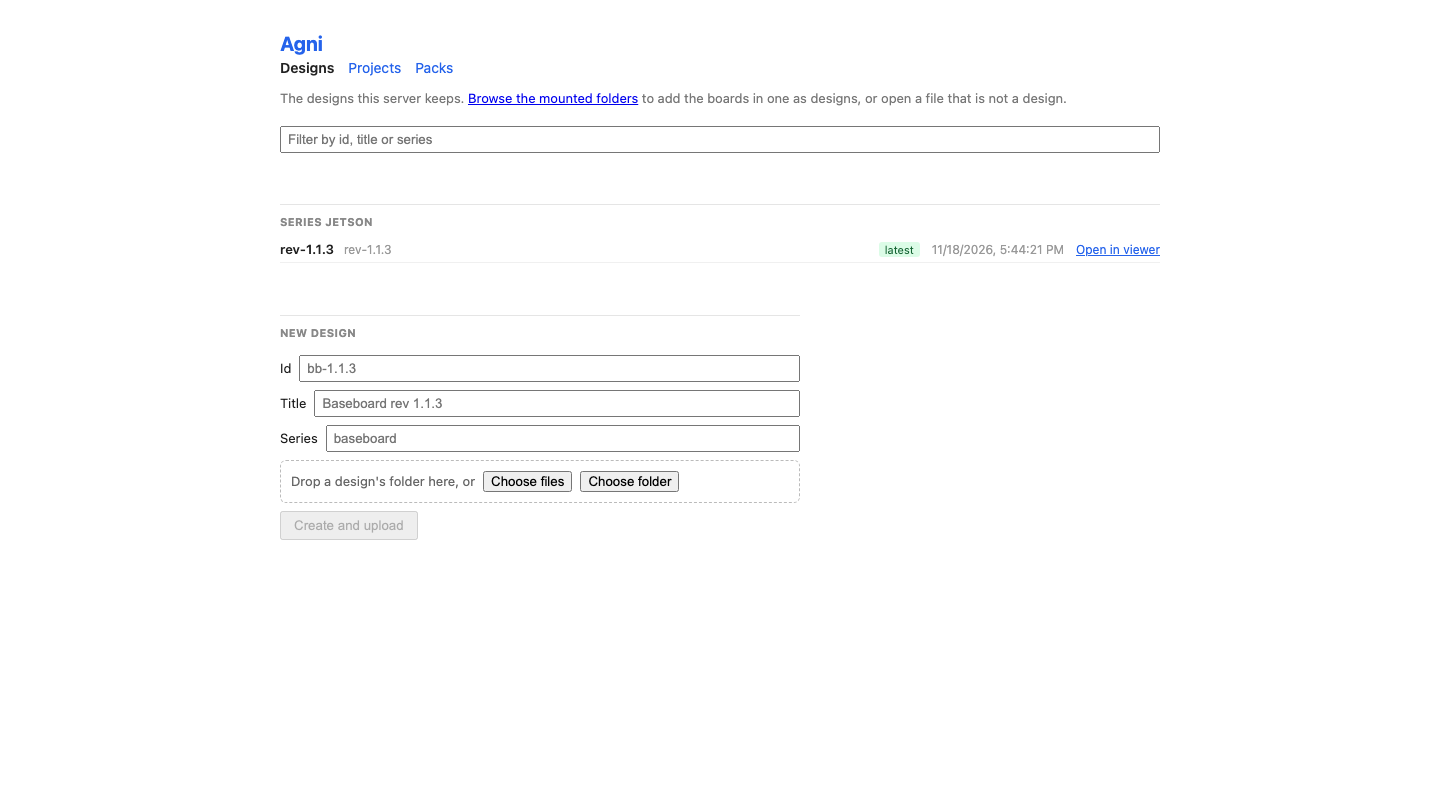 Agni
Designs Projects Packs
The designs this server keeps. Browse the mounted folders to add the boards in one as designs, or open a file that is not a design.
Filter by id, title or series
SERIES JETSON
rev-1.1.3 rev-1.1.3 latest 11/18/2026, 5:44:21 PM Open in viewer
NEW DESIGN
Id bb-1.1.3
Title Baseboard rev 1.1.3
Series baseboard
Drop a design's folder here, or Choose files Choose folder
Create and upload